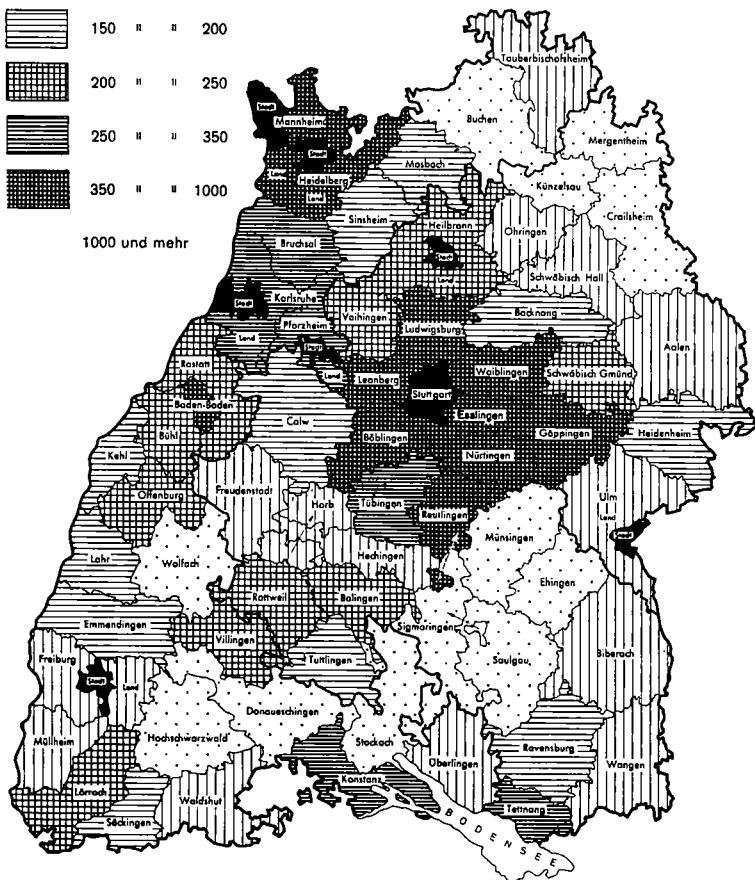 150 " " 200
200 " " 250
250 " " 350
350 " " 1000
1000 und mehr
Tauberbischofsheim
Stadt
Mannheim
Buchen
Mergentheim
Stadt
Mosbach
Land
Heidelberg
Land
Künzelsau
Crailsheim
Sinsheim
Heilbronn
Öhringen
Bruchsal
Stadt
Land
Schwäbisch Hall
Stadt
Karlsruhe
Pforzheim
Vaihingen
Ludwigsburg
Backnang
Land
Stadt
Aalen
Rastatt
Land
Leonberg
Waiblingen
Schwäbisch Gmünd
Baden-Baden
Stuttgart
Calw
Esslingen
Bühl
Böblingen
Göppingen
Heidenheim
Kehl
Nürtingen
Offenburg
Freudenstadt
Horb
Tübingen
Ulm
Land
Reutlingen
Lahr
Wolfach
Hechingen
Münsingen
Stadt
Ehingen
Rottweil
Balingen
Emmendingen
Sigmaringen
Villingen
Saulgau
Biberach
Freiburg
Tuttlingen
Stadt
Land
Donaueschingen
Müllheim
Hochschwarzwald
Stockach
Überlingen
Ravensburg
Wangen
Konstanz
Lörrach
Waldshut
Tettnang
Säckingen
BODENSEE